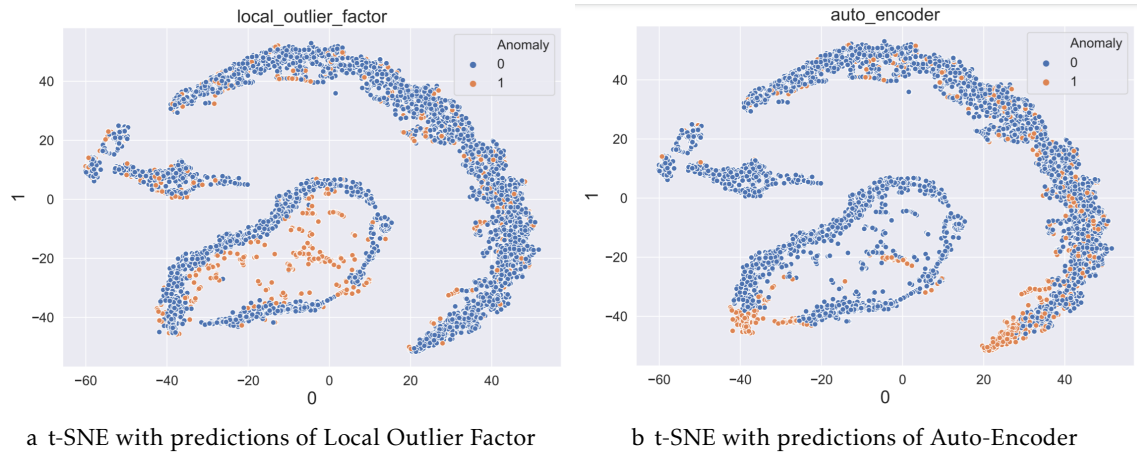 local_outlier_factor
Anomaly
0
1
40
20
0
−20
−40
1
−60 −40 −20 0 20 40
0
a t-SNE with predictions of Local Outlier Factor
auto_encoder
Anomaly
0
1
40
20
0
−20
−40
1
−60 −40 −20 0 20 40
0
b t-SNE with predictions of Auto-Encoder